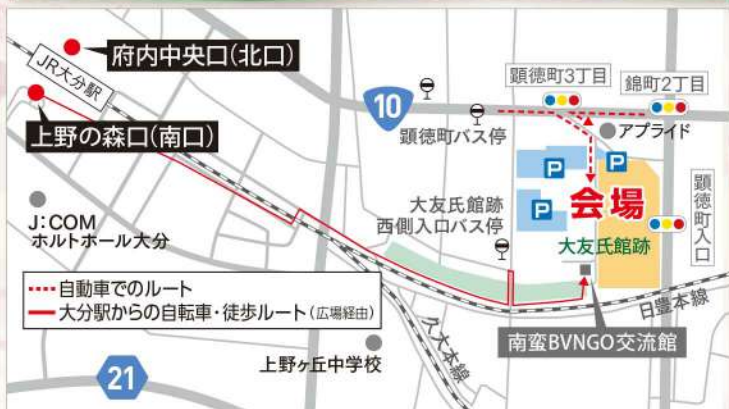 府内中央口(北口)
JR大分駅
上野の森口(南口)
10
顕徳町3丁目
錦町2丁目
顕徳町バス停
アプライド
P
P
P
会場
顕徳町入口
J:COM
ホルトホール大分
大友氏館跡
西側入口バス停
大友氏館跡
自動車でのルート
大分駅からの自転車・徒歩ルート(広場経由)
日豊本線
久大本線
南蛮BVNGO交流館
上野ヶ丘中学校
21